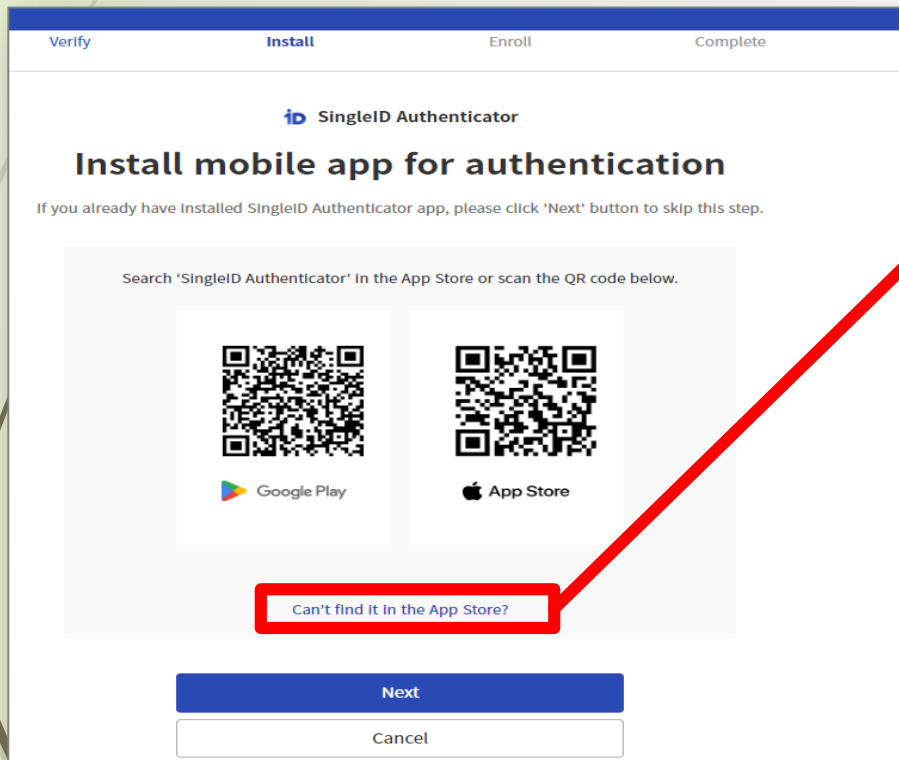 Verify Install Enroll Complete
iD SingleID Authenticator
Install mobile app for authentication
If you already have installed SingleID Authenticator app, please click 'Next' button to skip this step.
Search ‘SingleID Authenticator’ in the App Store or scan the QR code below.
Google Play App Store
Can't find it in the App Store?
Next
Cancel